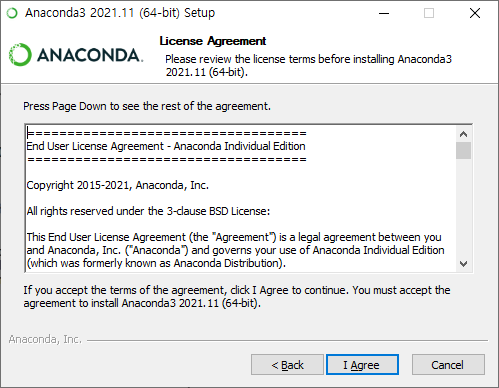 Anaconda3 2021.11 (64-bit) Setup
ANACONDA.
License Agreement
Please review the license terms before installing Anaconda3
2021.11 (64-bit).
Press Page Down to see the rest of the agreement.
===================================
End User License Agreement - Anaconda Individual Edition
===================================
Copyright 2015-2021, Anaconda, Inc.
All rights reserved under the 3-clause BSD License:
This End User License Agreement (the "Agreement") is a legal agreement between you
and Anaconda, Inc. ("Anaconda") and governs your use of Anaconda Individual Edition
(which was formerly known as Anaconda Distribution).
If you accept the terms of the agreement, click I Agree to continue. You must accept the
agreement to install Anaconda3 2021.11 (64-bit).
Anaconda, Inc.
< Back
I Agree
Cancel